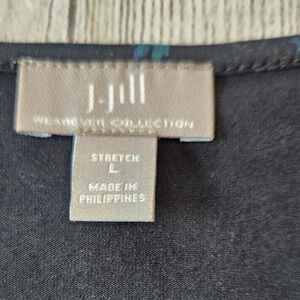 J.Jill
WEAREVER COLLECTION
STRETCH
L
MADE IN
PHILIPPINES